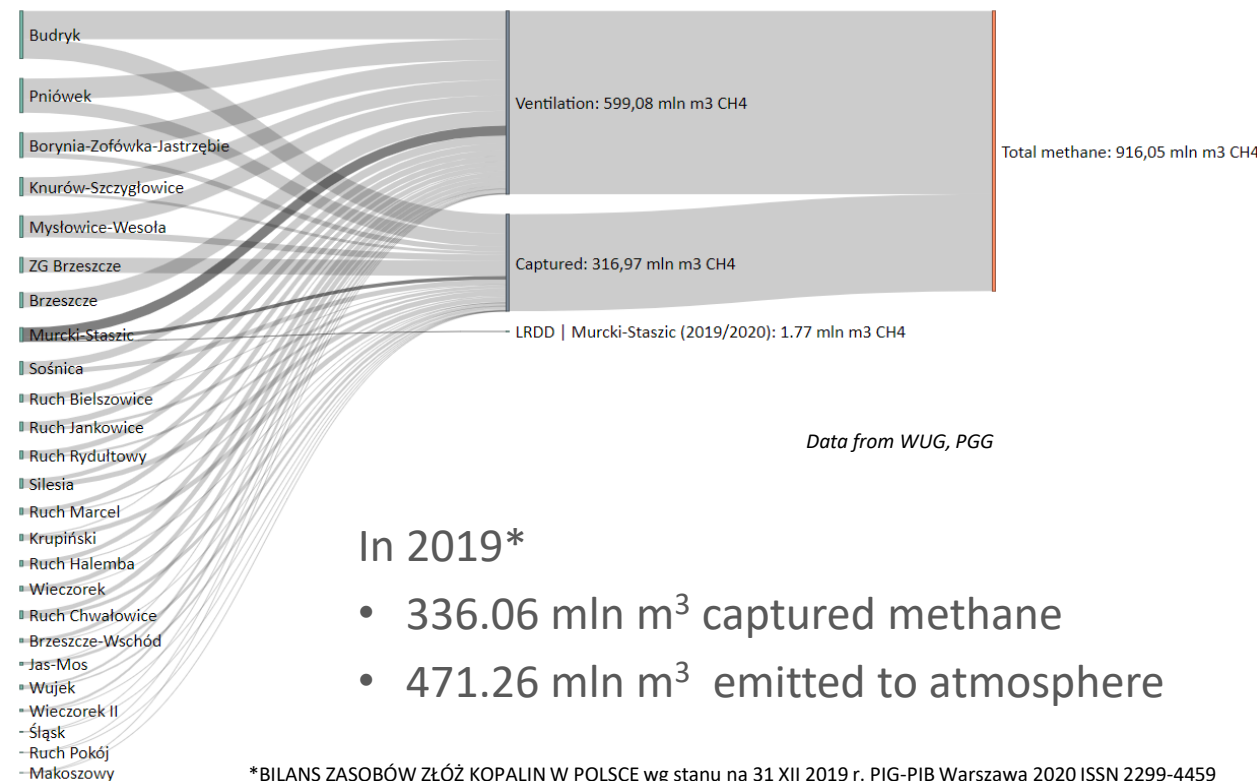 Budryk
Pniówek
Borynia-Zofówka-Jastrzębie
Knurów-Szczygłowice
Mysłowice-Wesoła
ZG Brzeszcze
Brzeszcze
Murcki-Staszic
Sośnica
Ruch Bielszowice
Ruch Jankowice
Ruch Rydułtowy
Silesia
Ruch Marcel
Krupiński
Ruch Halemba
Wieczorek
Ruch Chwałowice
Brzeszcze-Wschód
Jas-Mos
Wujek
Wieczorek II
Śląsk
Ruch Pokój
Makoszowy
Ventilation: 599,08 mln m3 CH4
Captured: 316,97 mln m3 CH4
LRDD | Murcki-Staszic (2019/2020): 1.77 mln m3 CH4
Total methane: 916,05 mln m3 CH4
Data from WUG, PGG
In 2019*
• 336.06 mln m³ captured methane
• 471.26 mln m³ emitted to atmosphere
*BILANS ZASOBÓW ZŁÓŻ KOPALIN W POLSCE wg stanu na 31 XII 2019 r. PIG-PIB Warszawa 2020 ISSN 2299-4459